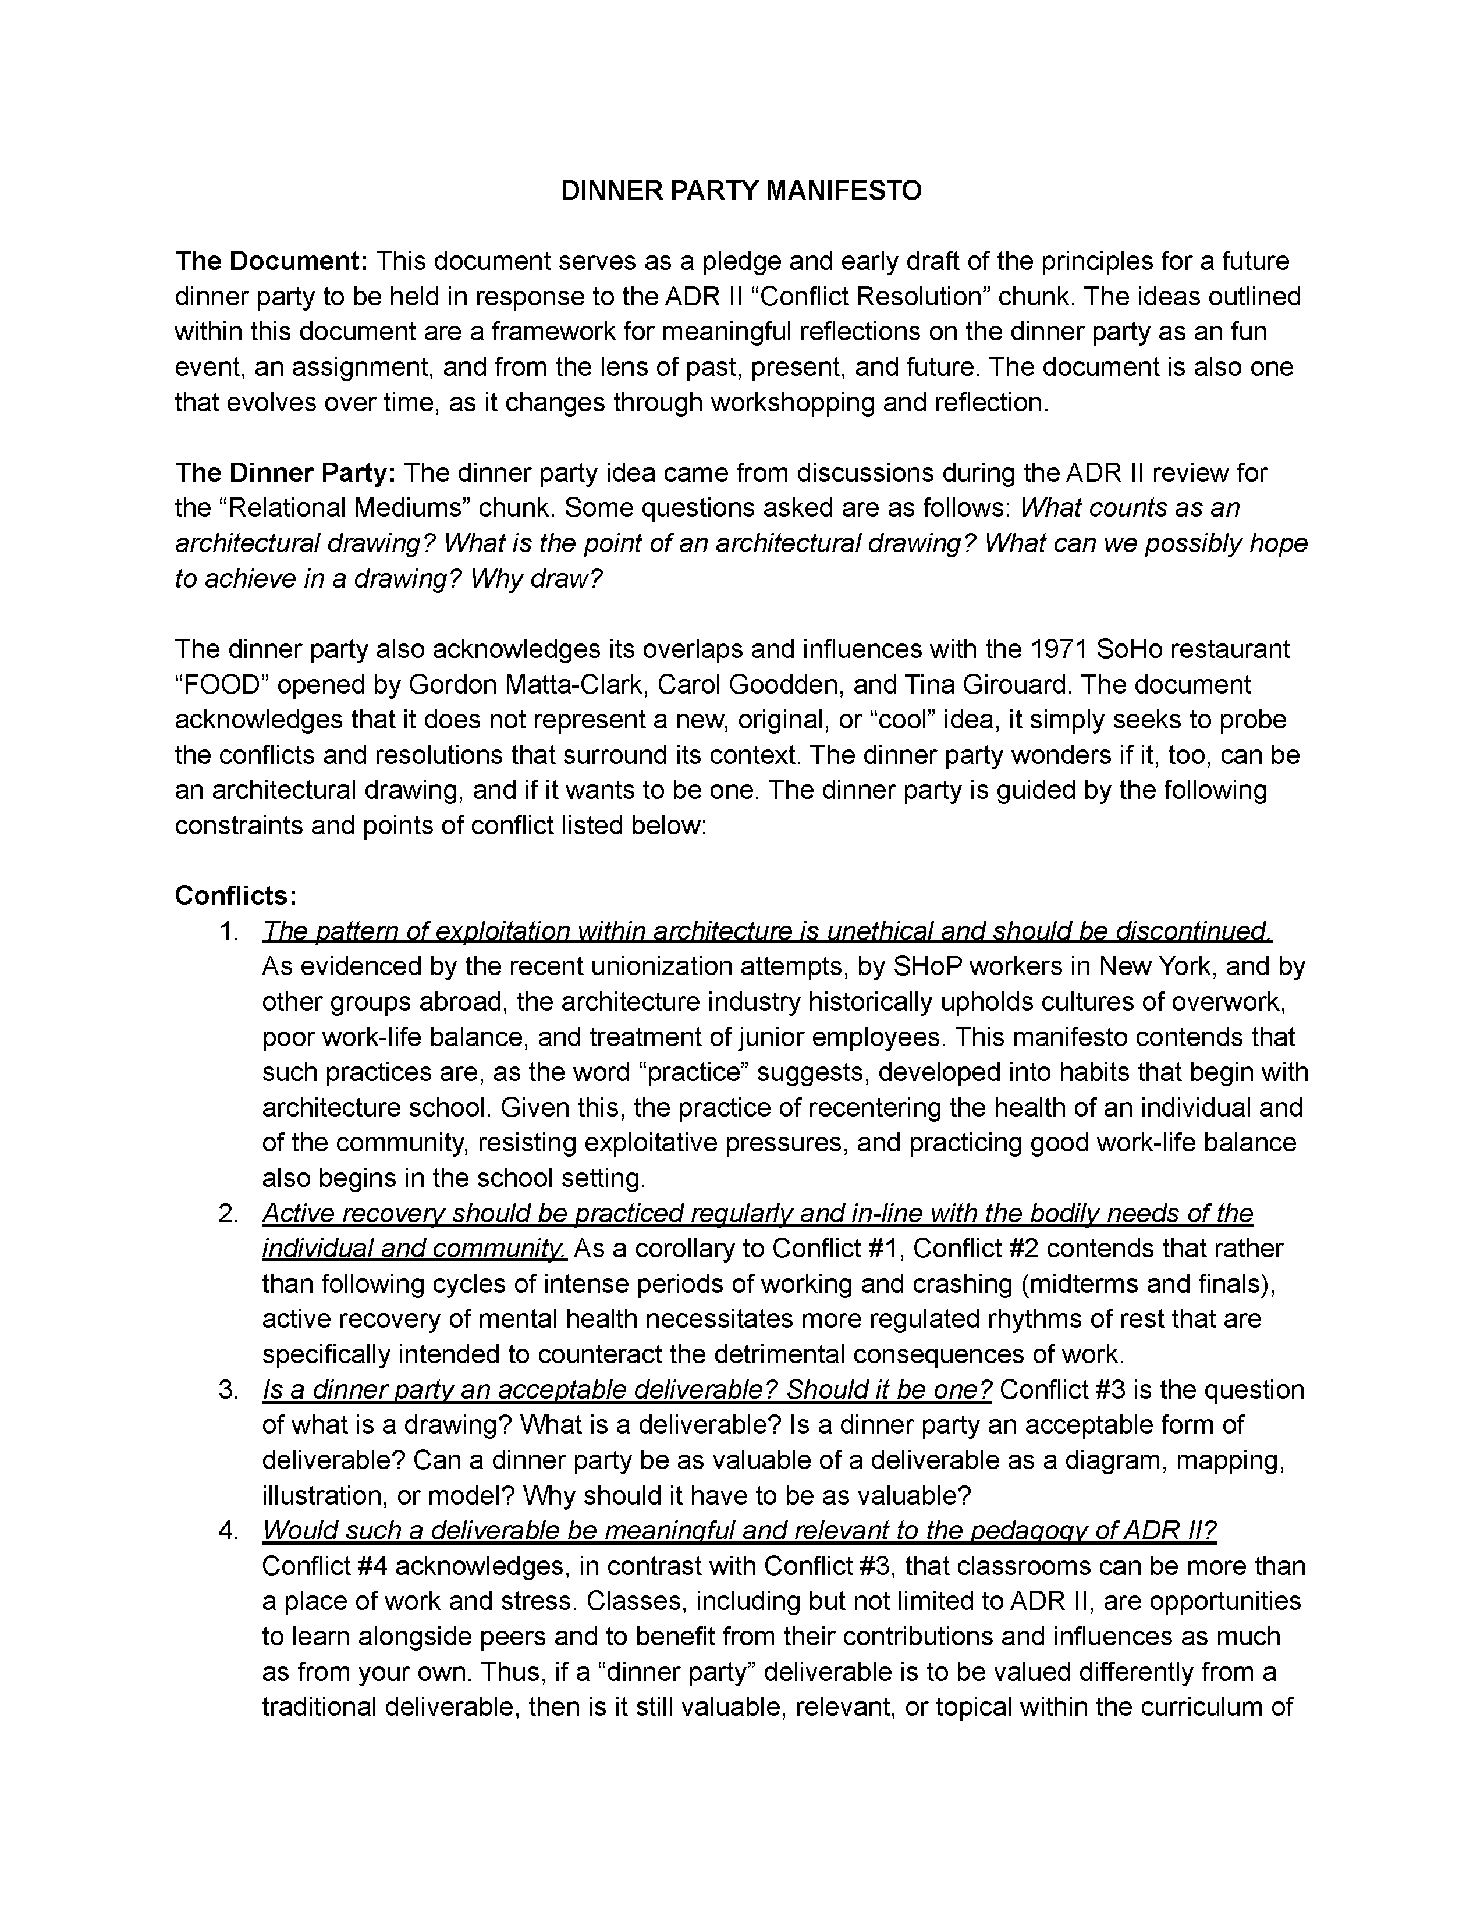 DINNER PARTY MANIFESTO
The Document: This document serves as a pledge and early draft of the principles for a future
dinner party to be held in response to the ADR II “Conflict Resolution” chunk. The ideas outlined
within this document are a framework for meaningful reflections on the dinner party as an fun
event, an assignment, and from the lens of past, present, and future. The document is also one
that evolves over time, as it changes through workshopping and reflection.
The Dinner Party: The dinner party idea came from discussions during the ADR II review for
the “Relational Mediums” chunk. Some questions asked are as follows: What counts as an
architectural drawing? What is the point of an architectural drawing? What can we possibly hope
to achieve in a drawing? Why draw?
The dinner party also acknowledges its overlaps and influences with the 1971 SoHo restaurant
“FOOD” opened by Gordon Matta-Clark, Carol Goodden, and Tina Girouard. The document
acknowledges that it does not represent a new, original, or “cool” idea, it simply seeks to probe
the conflicts and resolutions that surround its context. The dinner party wonders if it, too, can be
an architectural drawing, and if it wants to be one. The dinner party is guided by the following
constraints and points of conflict listed below:
Conflicts:
1. The pattern of exploitation within architecture is unethical and should be discontinued.
As evidenced by the recent unionization attempts, by SHoP workers in New York, and by
other groups abroad, the architecture industry historically upholds cultures of overwork,
poor work-life balance, and treatment of junior employees. This manifesto contends that
such practices are, as the word “practice” suggests, developed into habits that begin with
architecture school. Given this, the practice of recentering the health of an individual and
of the community, resisting exploitative pressures, and practicing good work-life balance
also begins in the school setting.
2. Active recovery should be practiced regularly and in-line with the bodily needs of the
individual and community. As a corollary to Conflict #1, Conflict #2 contends that rather
than following cycles of intense periods of working and crashing (midterms and finals),
active recovery of mental health necessitates more regulated rhythms of rest that are
specifically intended to counteract the detrimental consequences of work.
3. Is a dinner party an acceptable deliverable? Should it be one? Conflict #3 is the question
of what is a drawing? What is a deliverable? Is a dinner party an acceptable form of
deliverable? Can a dinner party be as valuable of a deliverable as a diagram, mapping,
illustration, or model? Why should it have to be as valuable?
4. Would such a deliverable be meaningful and relevant to the pedagogy of ADR II?
Conflict #4 acknowledges, in contrast with Conflict #3, that classrooms can be more than
a place of work and stress. Classes, including but not limited to ADR II, are opportunities
to learn alongside peers and to benefit from their contributions and influences as much
as from your own. Thus, if a “dinner party” deliverable is to be valued differently from a
traditional deliverable, then is it still valuable, relevant, or topical within the curriculum of